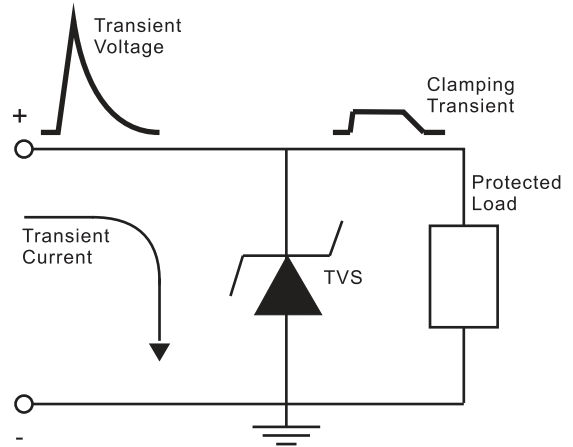 Transient
Voltage
+
Clamping
Transient
Protected
Load
Transient
Current
TVS
-